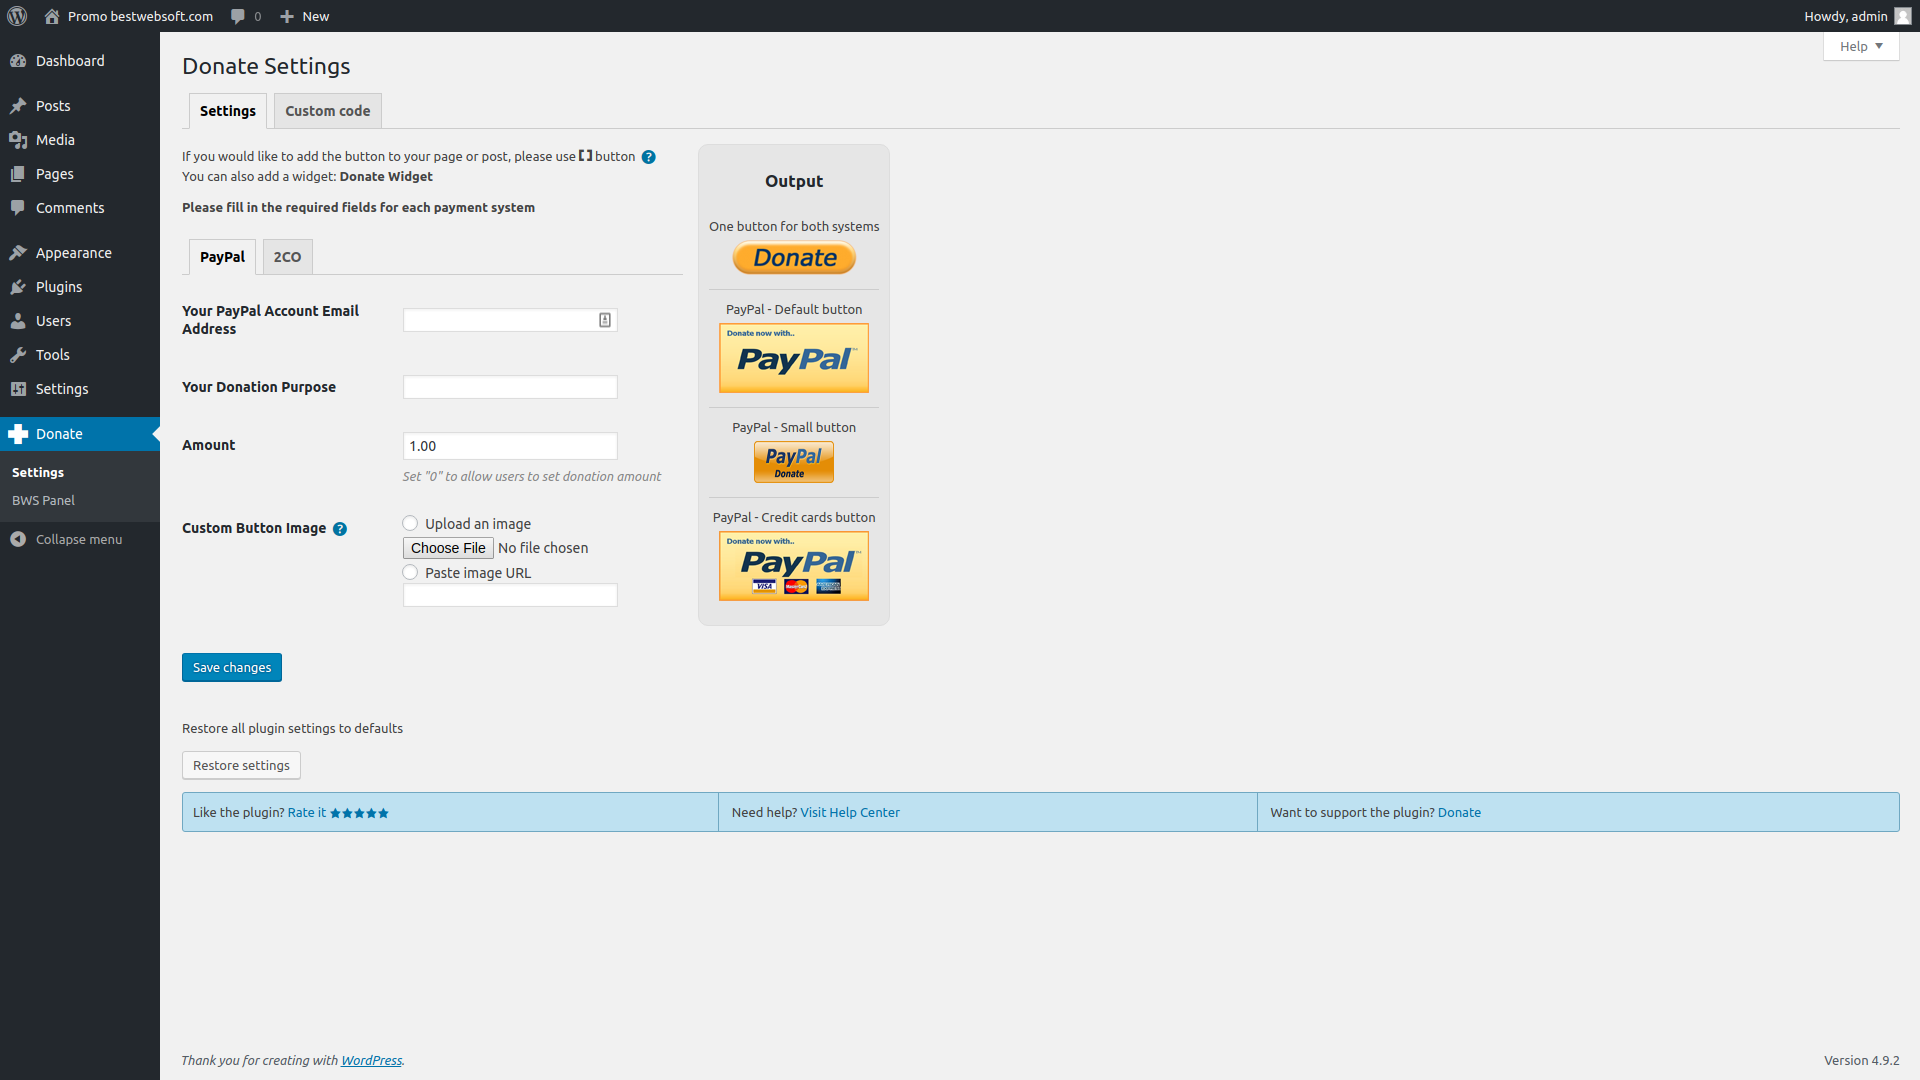 Promo bestwebsoft.com
0
New
Howdy, admin
Help
Dashboard
Posts
Media
Pages
Comments
Appearance
Plugins
Users
Tools
Settings
Donate
Settings
BWS Panel
Collapse menu
Donate Settings
Settings
Custom code
If you would like to add the button to your page or post, please use button ?
You can also add a widget: Donate Widget
Please fill in the required fields for each payment system
PayPal
2CO
Your PayPal Account Email
Address
Your Donation Purpose
Amount
1.00
Set "0" to allow users to set donation amount
Custom Button Image ?
Upload an image
Choose File No file chosen
Paste image URL
Output
One button for both systems
Donate
PayPal - Default button
Donate now with..
PayPal™
PayPal - Small button
PayPal
Donate
PayPal - Credit cards button
Donate now with..
PayPal™
VISA MasterCard AMERICAN EXPRESS
Save changes
Restore all plugin settings to defaults
Restore settings
Like the plugin? Rate it ★★★★★
Need help? Visit Help Center
Want to support the plugin? Donate
Thank you for creating with WordPress.
Version 4.9.2